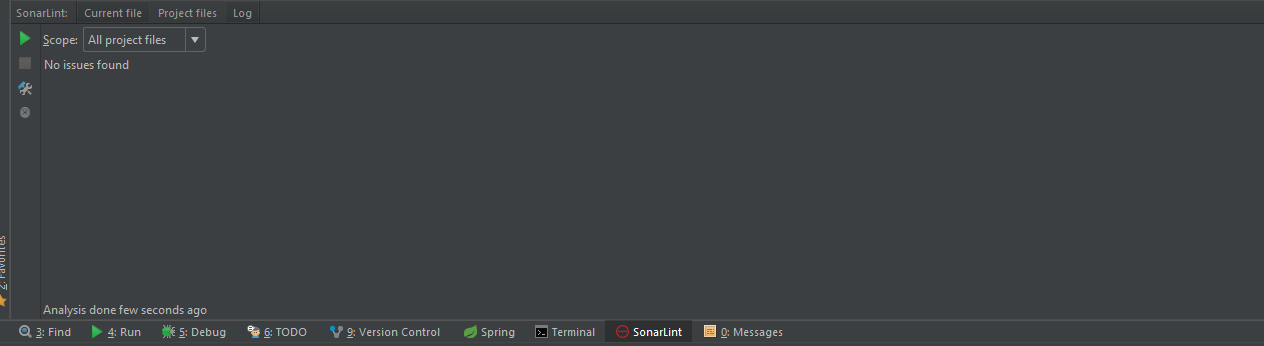 SonarLint: Current file Project files Log
Scope: All project files
No issues found
2: Favorites
Analysis done few seconds ago
3: Find 4: Run 5: Debug 6: TODO 9: Version Control Spring Terminal SonarLint 0: Messages